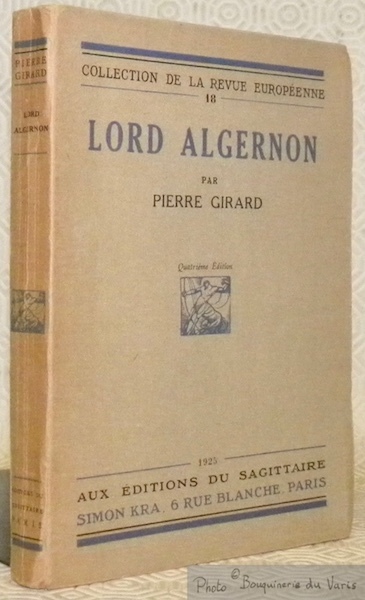 PIERRE
GIRARD
LORD
ALGERNON
COLLECTION DE LA REVUE EUROPÉENNE
18
LORD ALGERNON
PAR
PIERRE GIRARD
Quatrième Édition
1925
AUX ÉDITIONS DU SAGITTAIRE
SIMON KRA, 6 RUE BLANCHE, PARIS
PARIS
Photo © Bouquinerie du Varis